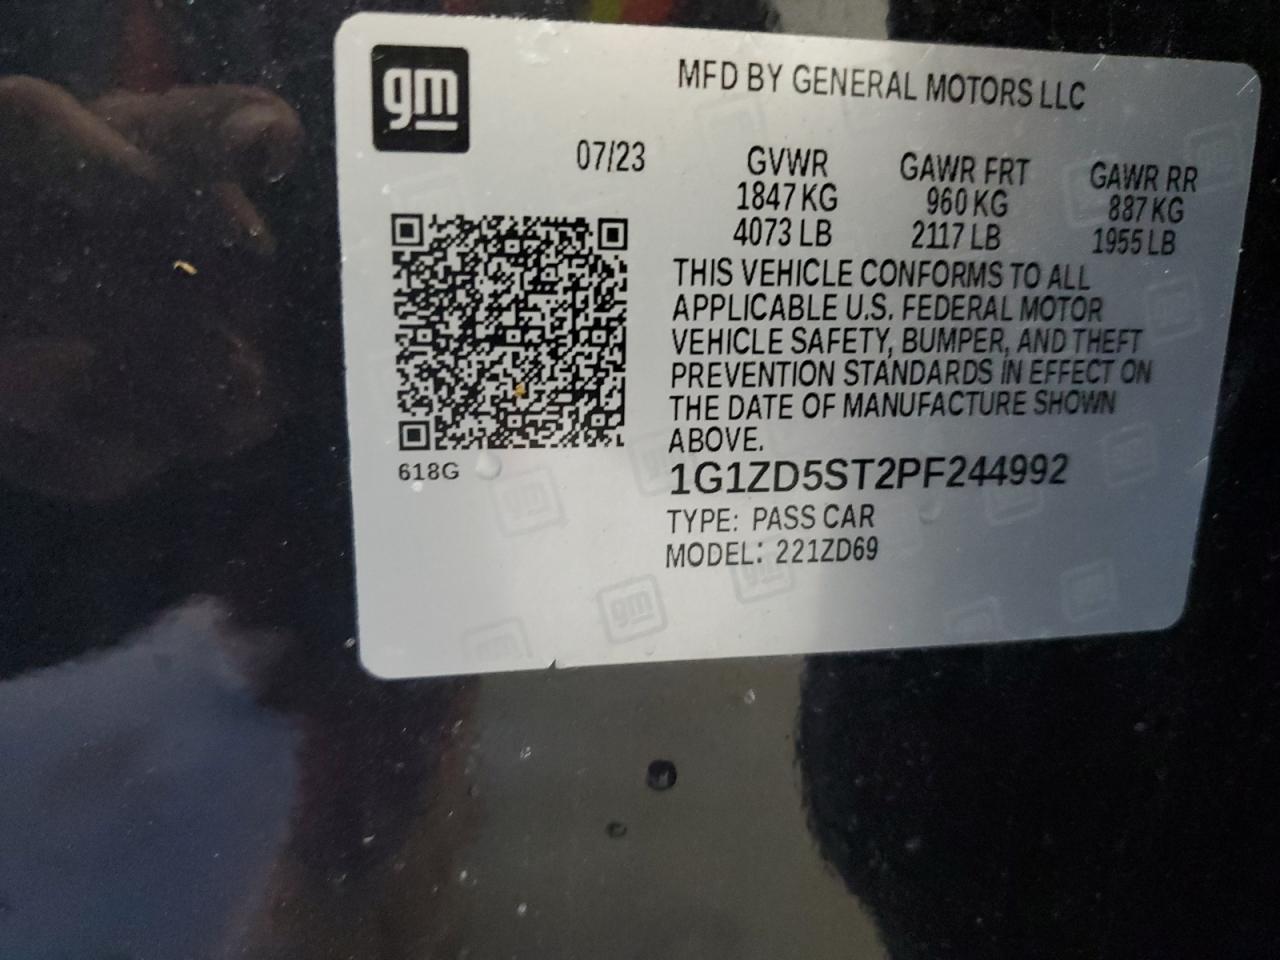 gm
MFD BY GENERAL MOTORS LLC
07/23 GVWR GAWR FRT GAWR RR
1847 KG 960 KG 887 KG
4073 LB 2117 LB 1955 LB
THIS VEHICLE CONFORMS TO ALL
APPLICABLE U.S. FEDERAL MOTOR
VEHICLE SAFETY, BUMPER, AND THEFT
PREVENTION STANDARDS IN EFFECT ON
THE DATE OF MANUFACTURE SHOWN
ABOVE.
618G
1G1ZD5ST2PF244992
TYPE: PASS CAR
MODEL: 221ZD69
gm